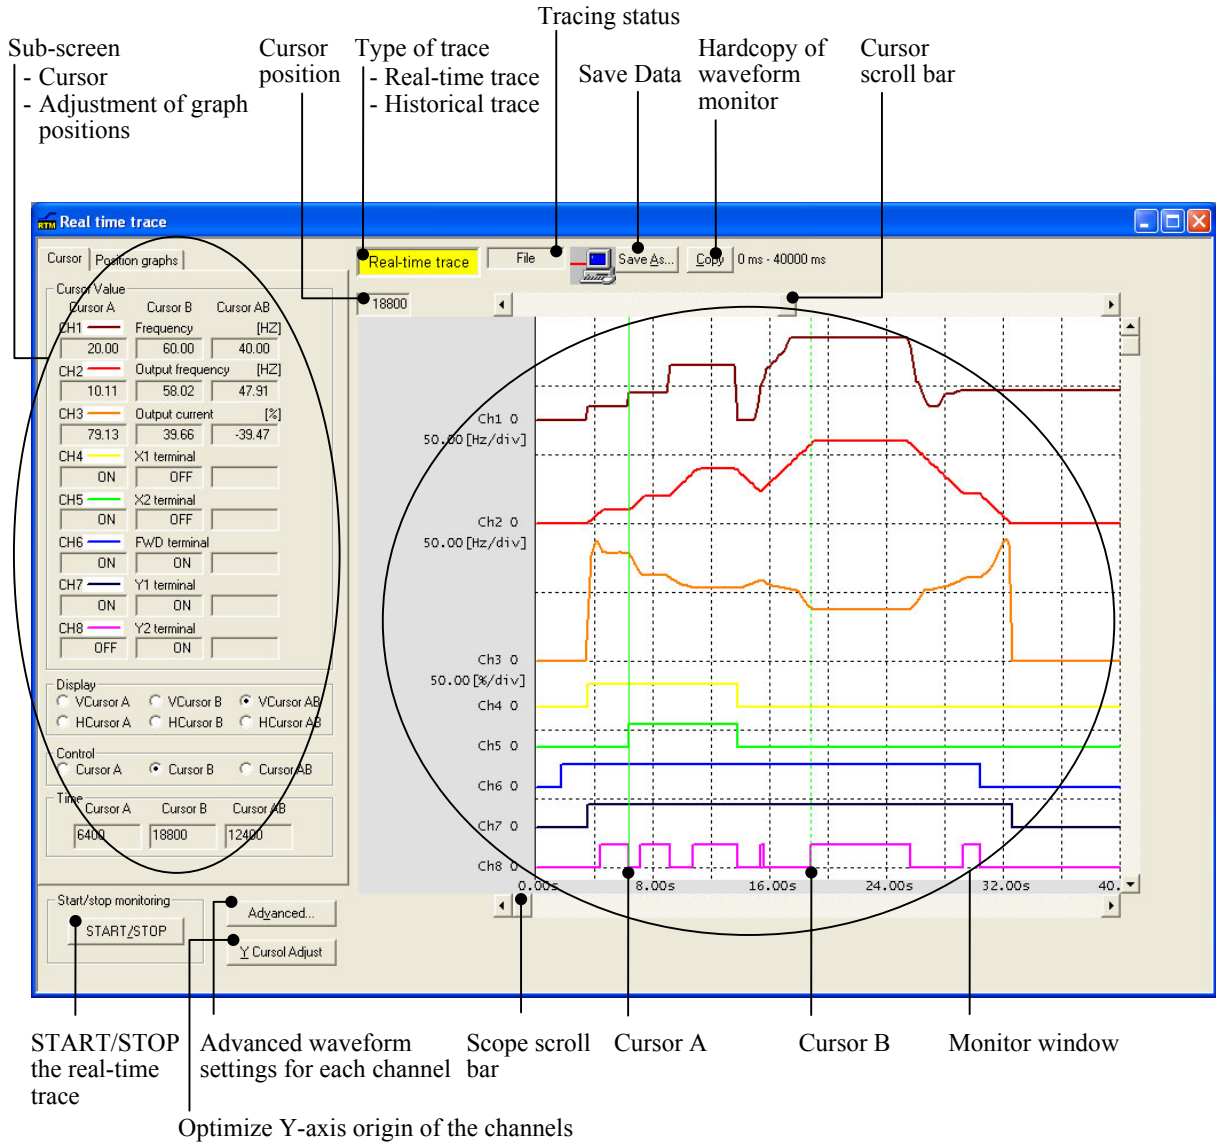 Tracing status
Sub-screen
- Cursor
- Adjustment of graph
positions
Cursor
position
Type of trace
- Real-time trace
- Historical trace
Save Data
Hardcopy of
waveform
monitor
Cursor
scroll bar
RTM Real time trace
Cursor Position graphs
Real-time trace File Save As... Copy 0 ms - 40000 ms
18800
Cursor Value
Cursor A Cursor B Cursor AB
CH1 Frequency [HZ]
20.00 60.00 40.00
CH2 Output frequency [HZ]
10.11 58.02 47.91
CH3 Output current [%]
79.13 39.66 -39.47
CH4 X1 terminal
ON OFF
CH5 X2 terminal
ON OFF
CH6 FWD terminal
ON ON
CH7 Y1 terminal
ON ON
CH8 Y2 terminal
OFF ON
Display
VCursor A VCursor B VCursor AB
HCursor A HCursor B HCursor AB
Control
Cursor A Cursor B Cursor AB
Time
Cursor A Cursor B Cursor AB
6400 18800 12400
Start/stop monitoring
START/STOP
Advanced...
Y Cursol Adjust
Ch1 0
50.00[Hz/div]
Ch2 0
50.00[Hz/div]
Ch3 0
50.00[%/div]
Ch4 0
Ch5 0
Ch6 0
Ch7 0
Ch8 0
0.00s 8.00s 16.00s 24.00s 32.00s 40.
START/STOP
the real-time
trace
Advanced waveform
settings for each channel
Scope scroll
bar
Cursor A
Cursor B
Monitor window
Optimize Y-axis origin of the channels